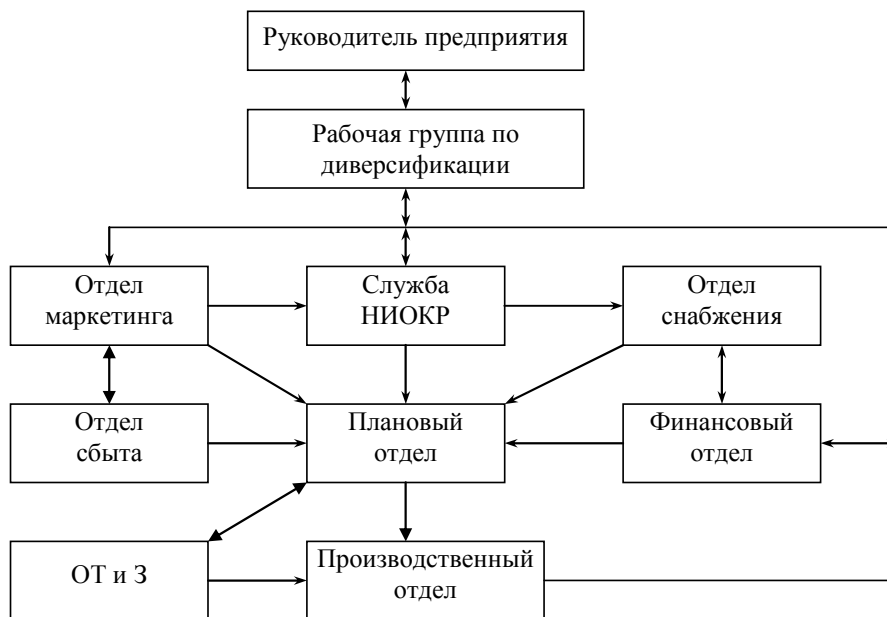 Руководитель предприятия
Рабочая группа по
диверсификации
Отдел
маркетинга
Служба
НИОКР
Отдел
снабжения
Отдел
сбыта
Плановый
отдел
Финансовый
отдел
ОТ и З
Производственный
отдел